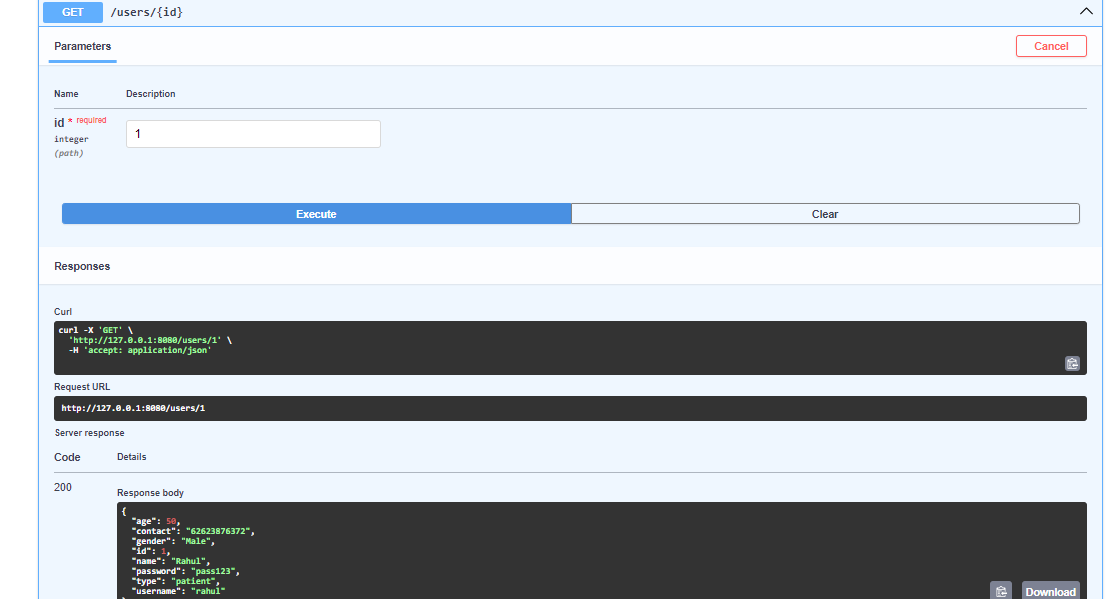 GET /users/{id}
Parameters Cancel
Name Description
id * required 1
integer
(path)
Execute Clear
Responses
Curl
curl -X 'GET' \
'http://127.0.0.1:8080/users/1' \
-H 'accept: application/json'
Request URL
http://127.0.0.1:8080/users/1
Server response
Code Details
200
Response body
{
"age": 50,
"contact": "62623876372",
"gender": "Male",
"id": 1,
"name": "Rahul",
"password": "pass123",
"type": "patient",
"username": "rahul"
Download